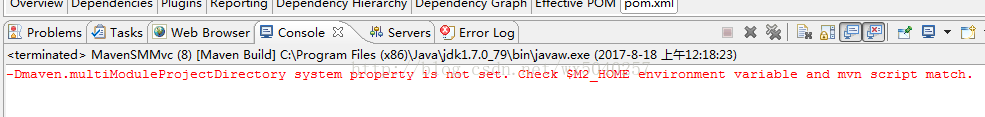 Overview Dependencies Plugins Reporting Dependency Hierarchy Dependency Graph Effective POM pom.xml
Problems Tasks Web Browser Console Servers Error Log
<terminated> MavenSMMvc (8) [Maven Build] C:\Program Files (x86)\Java\jdk1.7.0_79\bin\javaw.exe (2017-8-18 上午12:18:23)
-Dmaven.multiModuleProjectDirectory system property is not set. Check $M2_HOME environment variable and mvn script match.